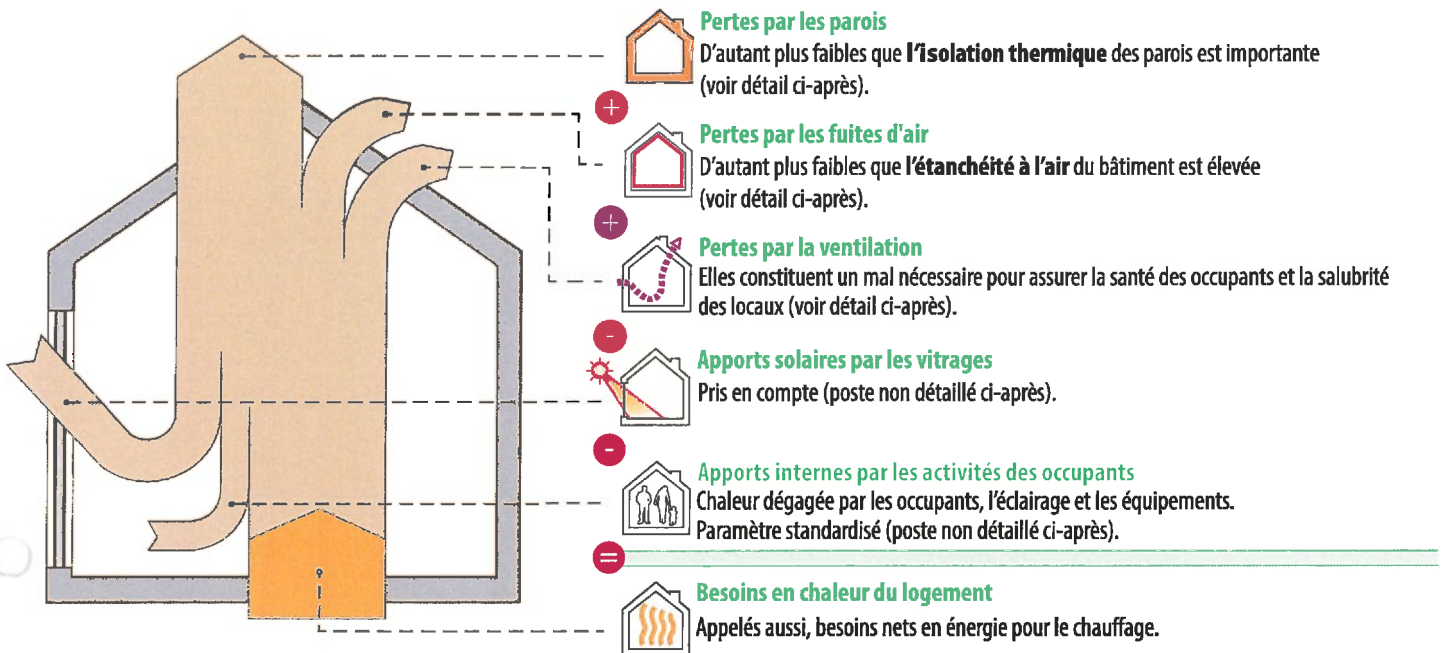 Pertes par les parois
D'autant plus faibles que l'isolation thermique des parois est importante
(voir détail ci-après).
+
Pertes par les fuites d'air
D'autant plus faibles que l'étanchéité à l'air du bâtiment est élevée
(voir détail ci-après).
+
Pertes par la ventilation
Elles constituent un mal nécessaire pour assurer la santé des occupants et la salubrité
des locaux (voir détail ci-après).
-
Apports solaires par les vitrages
Pris en compte (poste non détaillé ci-après).
-
Apports internes par les activités des occupants
Chaleur dégagée par les occupants, l'éclairage et les équipements.
Paramètre standardisé (poste non détaillé ci-après).
=
Besoins en chaleur du logement
Appelés aussi, besoins nets en énergie pour le chauffage.